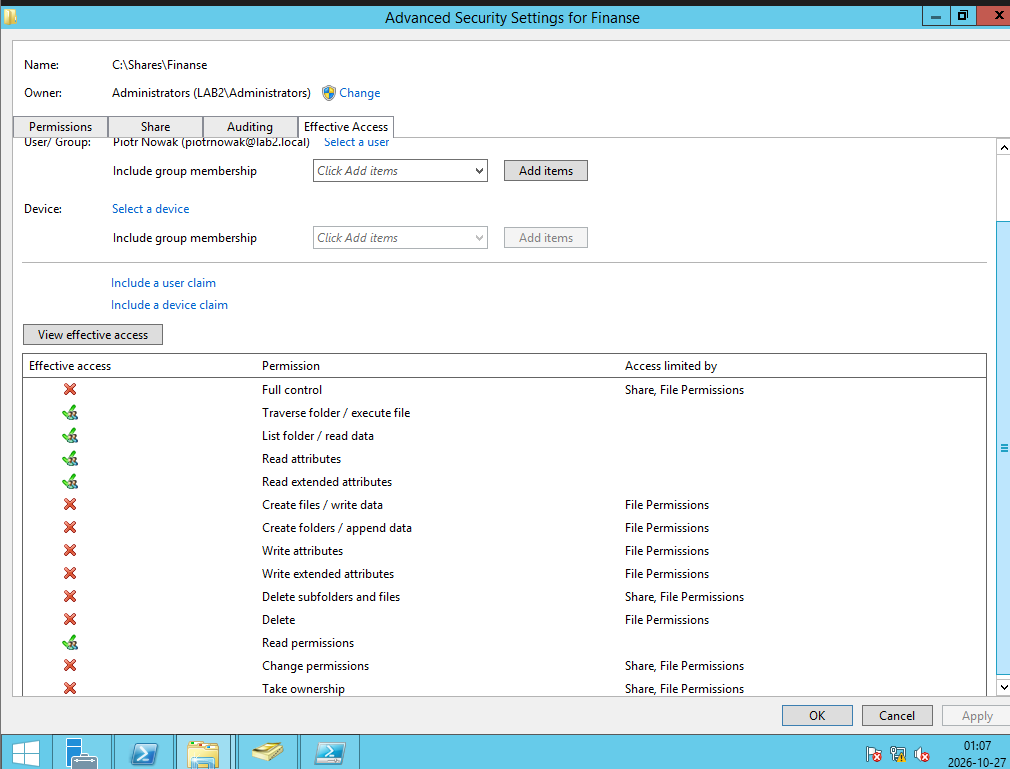 Advanced Security Settings for Finanse
Name: C:\Shares\Finanse
Owner: Administrators (LAB2\Administrators) Change
Permissions Share Auditing Effective Access
User/ Group: Piotr Nowak (piotrnowak@lab2.local) Select a user
Include group membership Click Add items Add items
Device: Select a device
Include group membership Click Add items Add items
Include a user claim
Include a device claim
View effective access
Effective access Permission Access limited by
Full control Share, File Permissions
Traverse folder / execute file
List folder / read data
Read attributes
Read extended attributes
Create files / write data File Permissions
Create folders / append data File Permissions
Write attributes File Permissions
Write extended attributes File Permissions
Delete subfolders and files Share, File Permissions
Delete File Permissions
Read permissions
Change permissions Share, File Permissions
Take ownership Share, File Permissions
OK Cancel Apply
01:07
2026-10-27